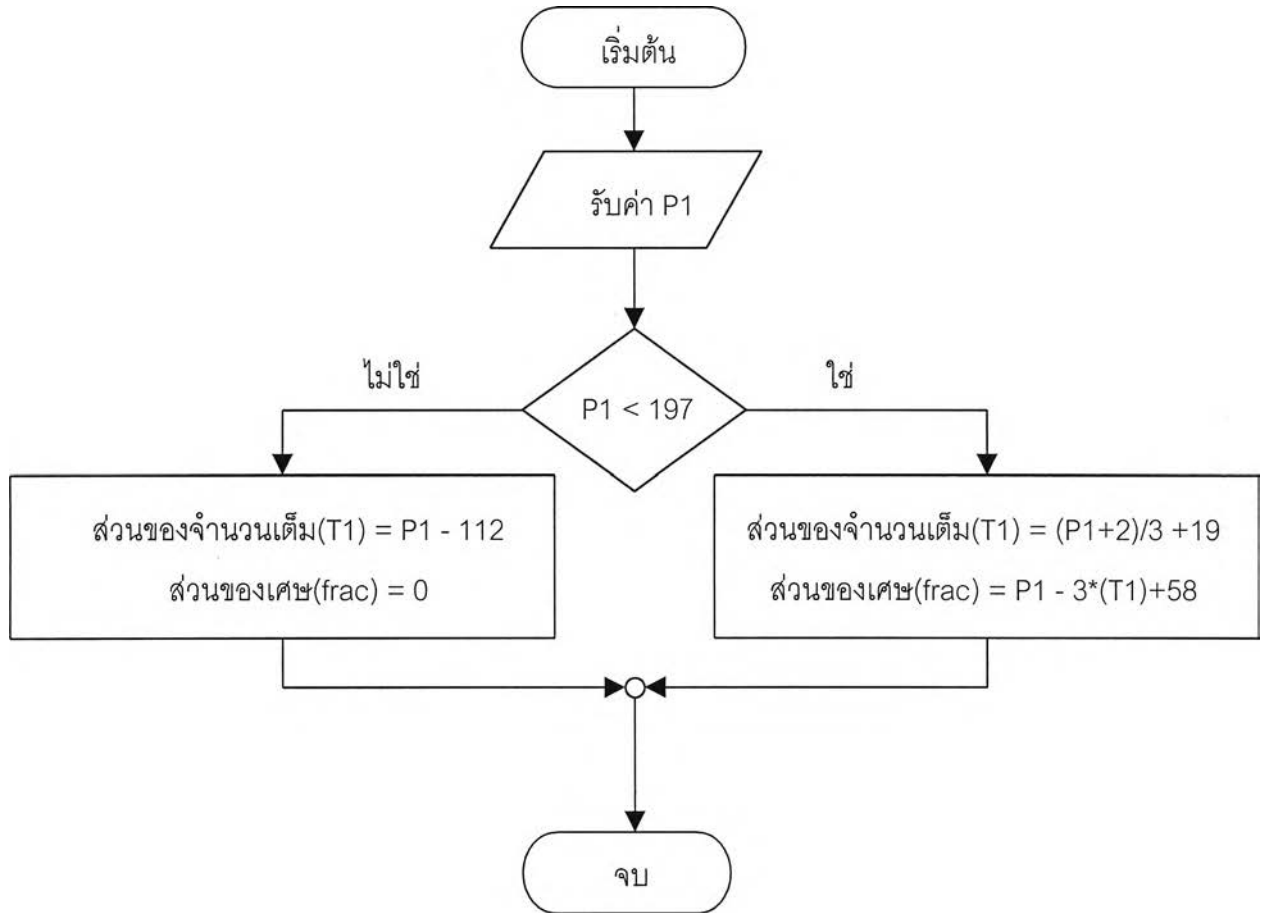 เริ่มต้น
รับค่า P1
P1 < 197
ไม่ใช่
ใช่
ส่วนของจำนวนเต็ม(T1) = P1 - 112
ส่วนของเศษ(frac) = 0
ส่วนของจำนวนเต็ม(T1) = (P1+2)/3 +19
ส่วนของเศษ(frac) = P1 - 3*(T1)+58
จบ